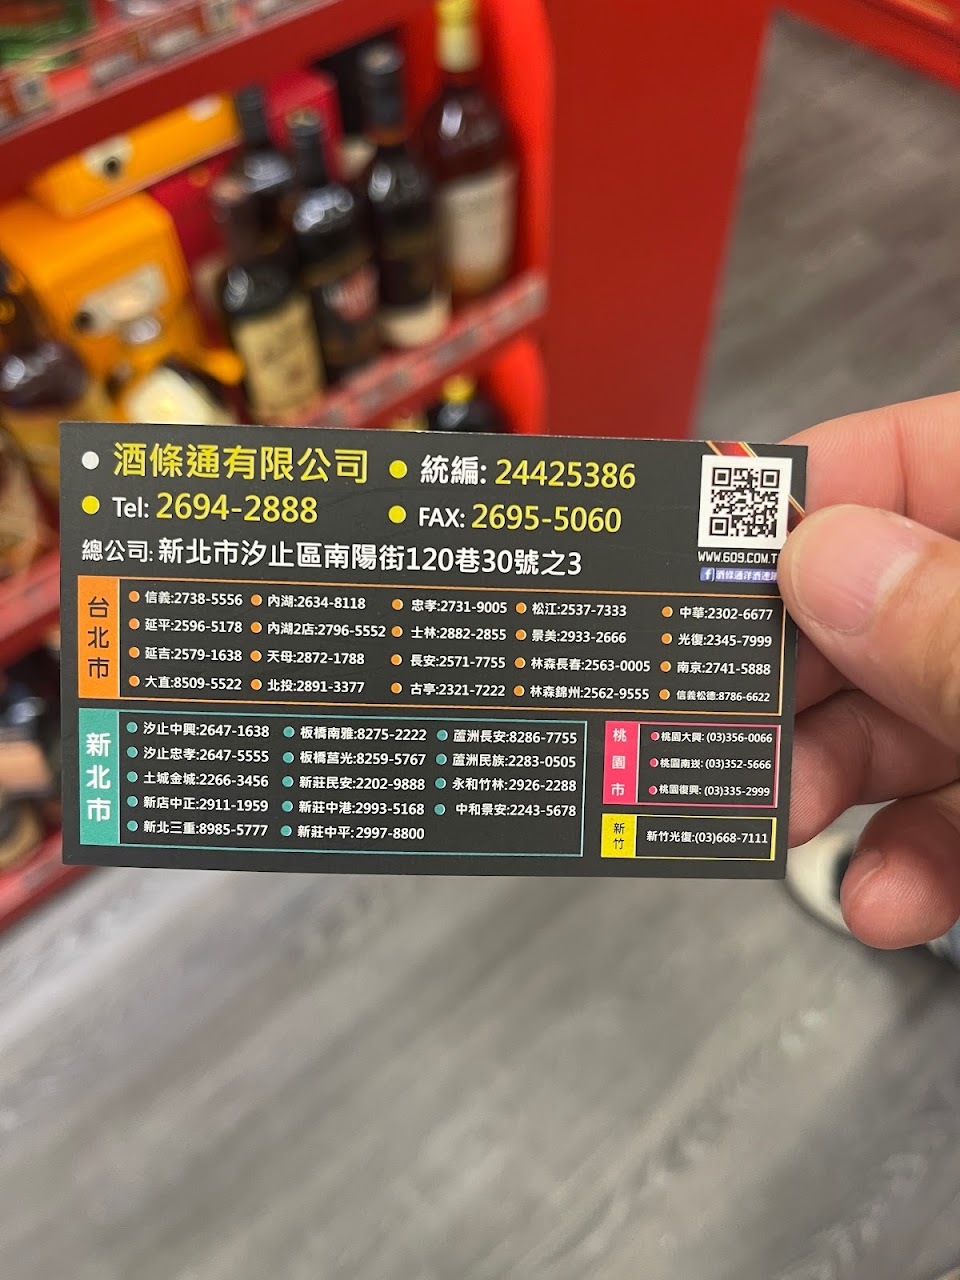 酒條通有限公司 統編: 24425386
Tel: 2694-2888 FAX: 2695-5060
總公司: 新北市汐止區南陽街120巷30號之3
WWW.609.COM.T
酒條通洋酒連鎖
台北市
信義:2738-5556 內湖:2634-8118 忠孝:2731-9005 松江:2537-7333 中華:2302-6677
延平:2596-5178 內湖2店:2796-5552 士林:2882-2855 景美:2933-2666 光復:2345-7999
延吉:2579-1638 天母:2872-1788 長安:2571-7755 林森長春:2563-0005 南京:2741-5888
大直:8509-5522 北投:2891-3377 古亭:2321-7222 林森錦州:2562-9555 信義松德:8786-6622
新北市
汐止中興:2647-1638 板橋南雅:8275-2222 蘆洲長安:8286-7755
汐止忠孝:2647-5555 板橋莒光:8259-5767 蘆洲民族:2283-0505
土城金城:2266-3456 新莊民安:2202-9888 永和竹林:2926-2288
新店中正:2911-1959 新莊中港:2993-5168 中和景安:2243-5678
新北三重:8985-5777 新莊中平:2997-8800
桃園市
桃園大興: (03)356-0066
桃園南崁: (03)352-5666
桃園復興: (03)335-2999
新竹
新竹光復:(03)668-7111